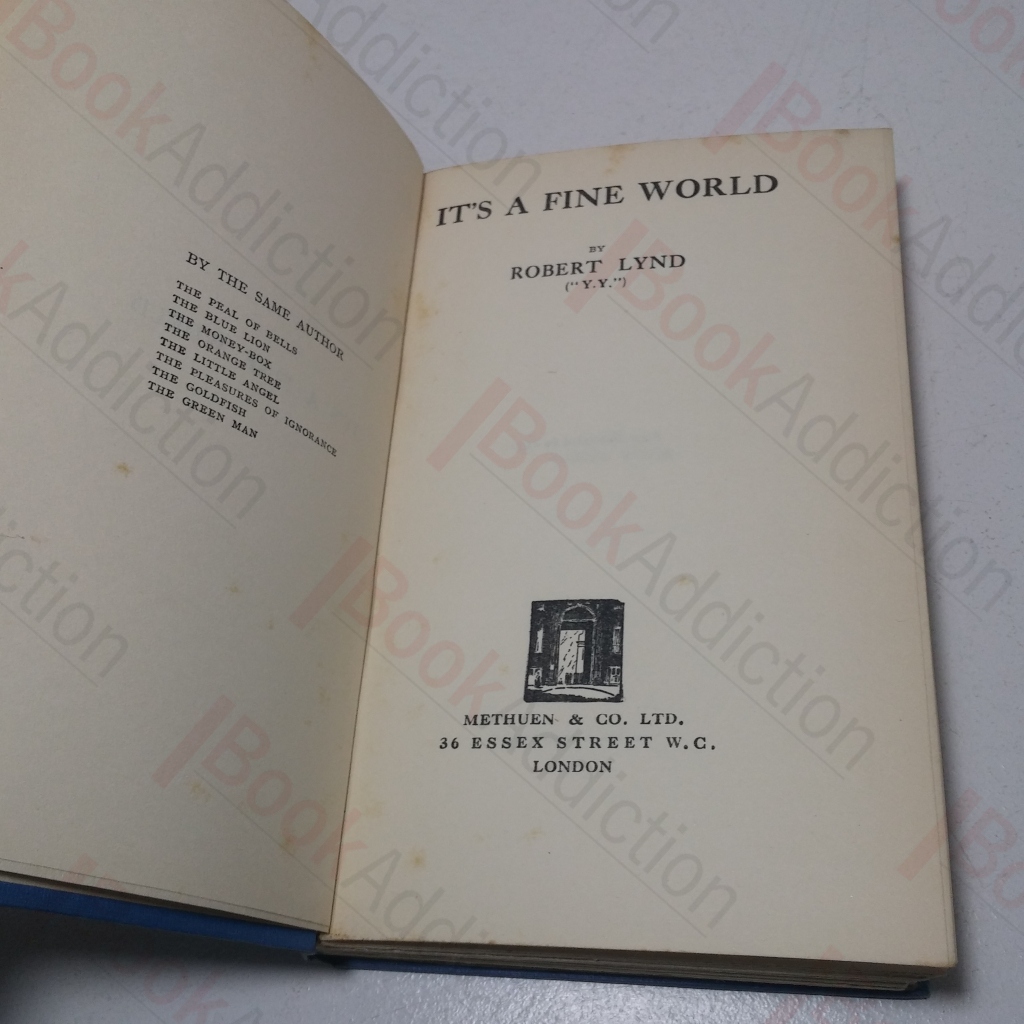 BY THE SAME AUTHOR
THE PEAL OF BELLS
THE BLUE LION
THE MONEY-BOX
THE ORANGE TREE
THE LITTLE ANGEL
THE PLEASURES OF IGNORANCE
THE GOLDFISH
THE GREEN MAN
IT'S A FINE WORLD
BY
ROBERT LYND
("Y.Y.")
METHUEN & CO. LTD.
36 ESSEX STREET W.C.
LONDON
BookAddiction